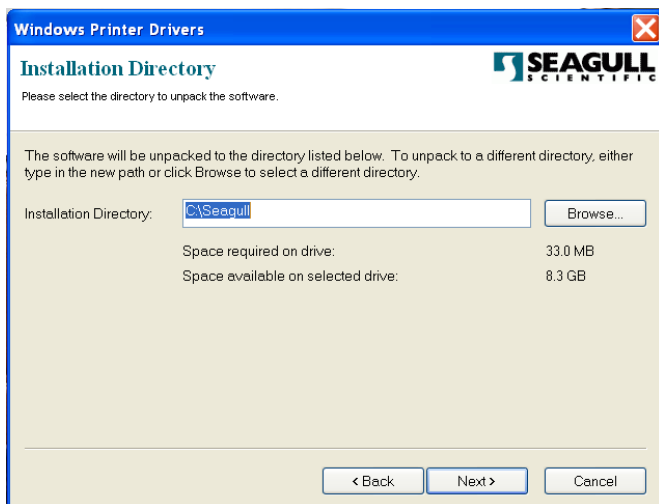 Windows Printer Drivers
Installation Directory
SEAGULL
SCIENTIFIC
Please select the directory to unpack the software.
The software will be unpacked to the directory listed below. To unpack to a different directory, either
type in the new path or click Browse to select a different directory.
Installation Directory: C:\Seagull Browse...
Space required on drive: 33.0 MB
Space available on selected drive: 8.3 GB
< Back Next > Cancel